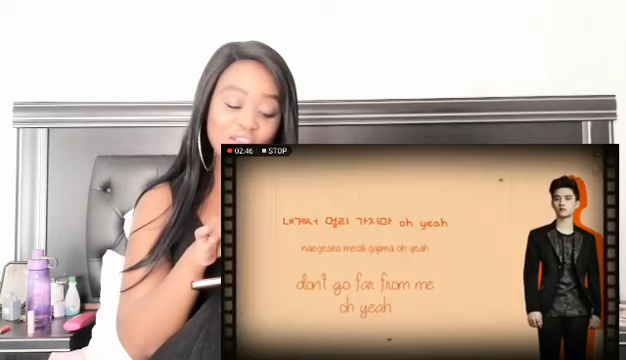 02:46 STOP
내게서 멀리 가지마 oh yeah
naegeseo meolli gajima oh yeah
don't go far from me
oh yeah